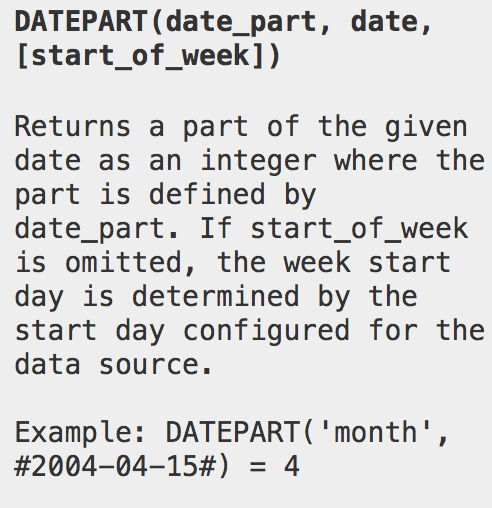 DATEPART(date_part, date,
[start_of_week])
Returns a part of the given
date as an integer where the
part is defined by
date_part. If start_of_week
is omitted, the week start
day is determined by the
start day configured for the
data source.
Example: DATEPART('month',
#2004-04-15#) = 4